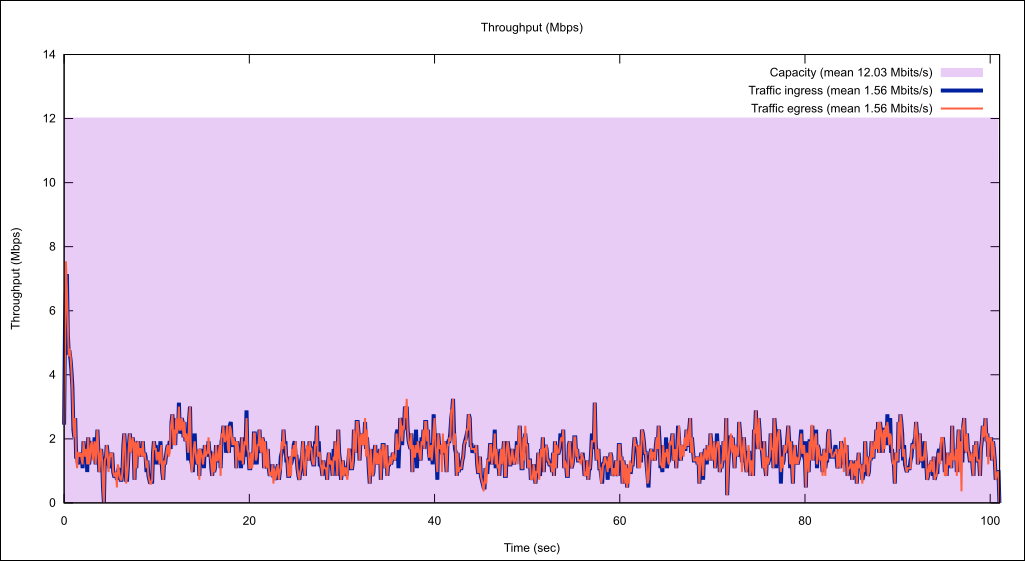 Throughput (Mbps)
Capacity (mean 12.03 Mbits/s)
Traffic ingress (mean 1.56 Mbits/s)
Traffic egress (mean 1.56 Mbits/s)
Throughput (Mbps)
14
12
10
8
6
4
2
0
0 20 40 60 80 100
Time (sec)